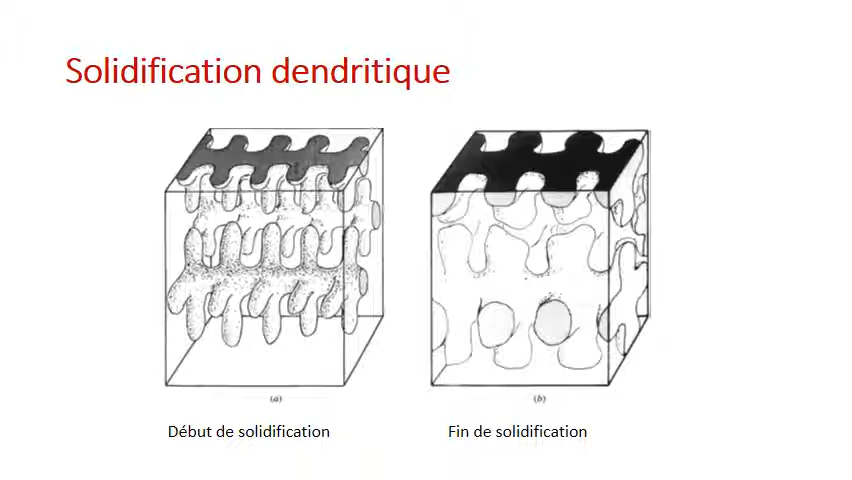 Solidification dendritique
(a)
(b)
Début de solidification
Fin de solidification